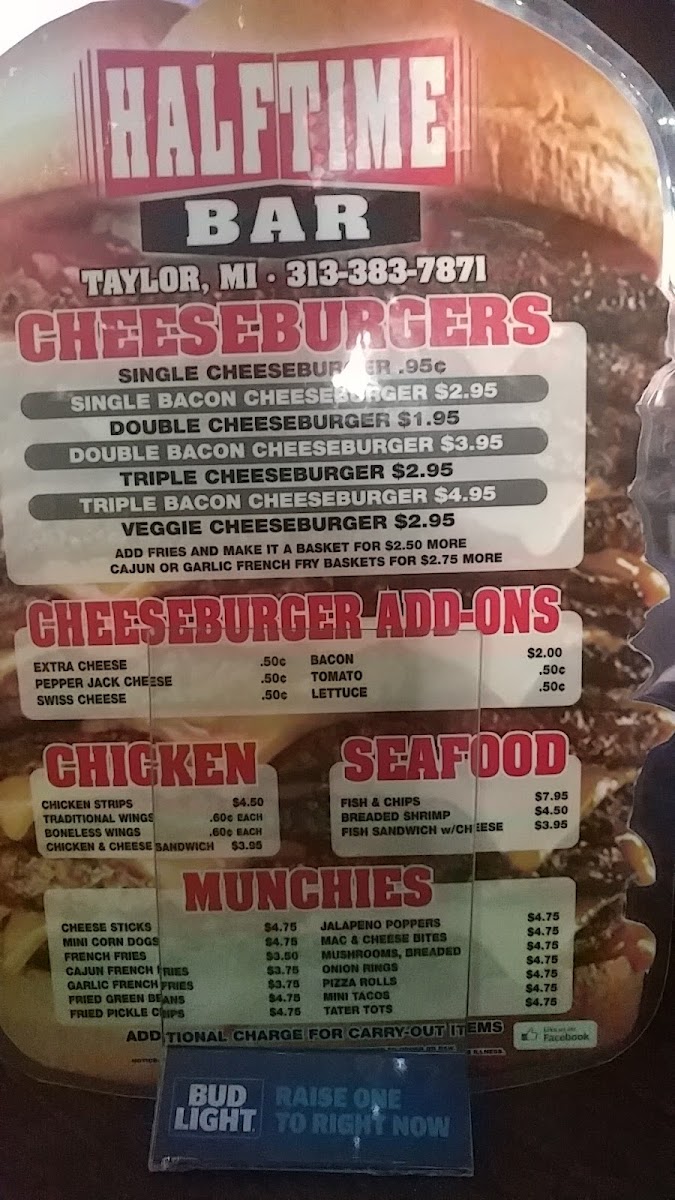 HALFTIME
BAR
TAYLOR, MI · 313-383-7871
CHEESEBURGERS
SINGLE CHEESEBURGER .95¢
SINGLE BACON CHEESEBURGER $2.95
DOUBLE CHEESEBURGER $1.95
DOUBLE BACON CHEESEBURGER $3.95
TRIPLE CHEESEBURGER $2.95
TRIPLE BACON CHEESEBURGER $4.95
VEGGIE CHEESEBURGER $2.95
ADD FRIES AND MAKE IT A BASKET FOR $2.50 MORE
CAJUN OR GARLIC FRENCH FRY BASKETS FOR $2.75 MORE
CHEESEBURGER ADD-ONS
EXTRA CHEESE .50¢
PEPPER JACK CHEESE .50¢
SWISS CHEESE .50¢
BACON $2.00
TOMATO .50¢
LETTUCE .50¢
CHICKEN
CHICKEN STRIPS $4.50
TRADITIONAL WINGS .60¢ EACH
BONELESS WINGS .60¢ EACH
CHICKEN & CHEESE SANDWICH $3.95
SEAFOOD
FISH & CHIPS $7.95
BREADED SHRIMP $4.50
FISH SANDWICH w/CHEESE $3.95
MUNCHIES
CHEESE STICKS $4.75
MINI CORN DOGS $4.75
FRENCH FRIES $3.50
CAJUN FRENCH FRIES $3.75
GARLIC FRENCH FRIES $3.75
FRIED GREEN BEANS $4.75
FRIED PICKLE CHIPS $4.75
JALAPENO POPPERS $4.75
MAC & CHEESE BITES $4.75
MUSHROOMS, BREADED $4.75
ONION RINGS $4.75
PIZZA ROLLS $4.75
MINI TACOS $4.75
TATER TOTS $4.75
ADDITIONAL CHARGE FOR CARRY-OUT ITEMS
Like us on
Facebook
BUD
LIGHT
RAISE ONE
TO RIGHT NOW